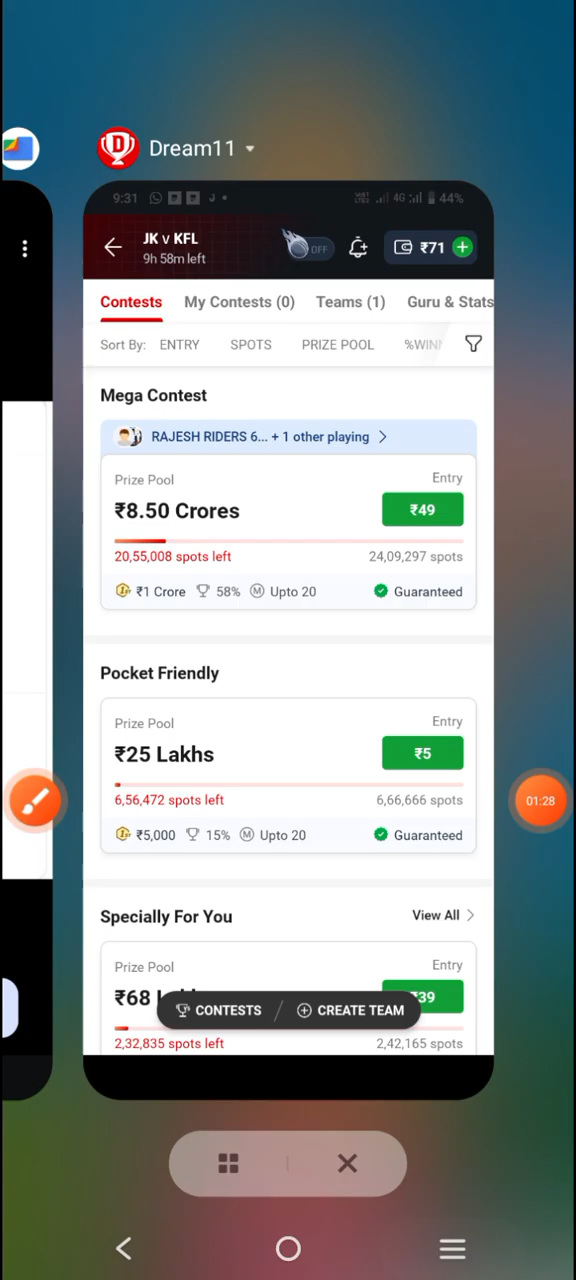 Dream11
9:31 4G 44%
JK v KFL
9h 58m left
OFF
₹71
Contests My Contests (0) Teams (1) Guru & Stats
Sort By: ENTRY SPOTS PRIZE POOL
Mega Contest
RAJESH RIDERS 6... + 1 other playing
Prize Pool Entry
₹8.50 Crores ₹49
20,55,008 spots left 24,09,297 spots
₹1 Crore 58% M Upto 20 Guaranteed
Pocket Friendly
Prize Pool Entry
₹25 Lakhs ₹5
6,56,472 spots left 6,66,666 spots
₹5,000 15% M Upto 20 Guaranteed
Specially For You View All
Prize Pool Entry
₹68 ₹39
CONTESTS / CREATE TEAM
2,32,835 spots left 2,42,165 spots
01:28